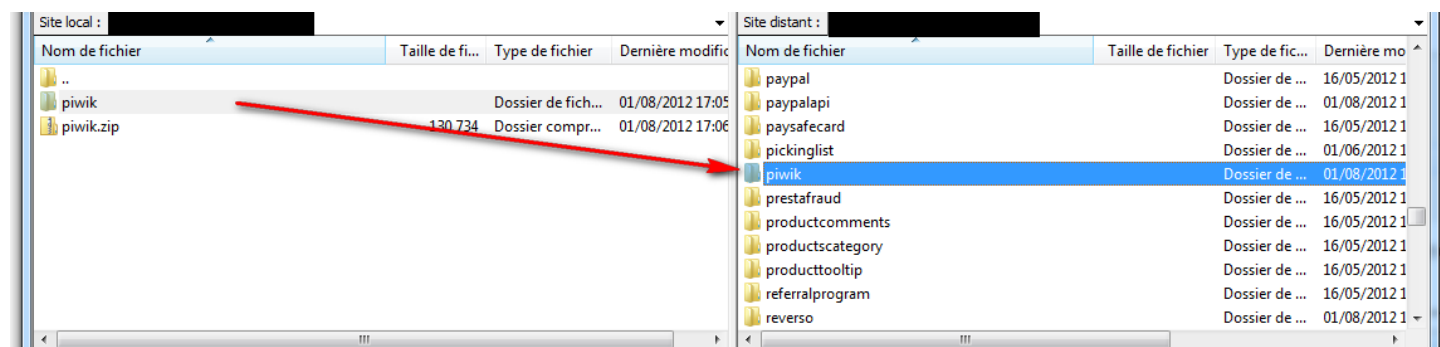 Site local :
Nom de fichier Taille de fi... Type de fichier Dernière modific
..
piwik Dossier de fich... 01/08/2012 17:05
piwik.zip 130 734 Dossier compr... 01/08/2012 17:06
Site distant :
Nom de fichier Taille de fichier Type de fic... Dernière mo
paypal Dossier de ... 16/05/2012 1
paypalapi Dossier de ... 01/08/2012 1
paysafecard Dossier de ... 16/05/2012 1
pickinglist Dossier de ... 01/06/2012 1
piwik Dossier de ... 01/08/2012 1
prestafraud Dossier de ... 16/05/2012 1
productcomments Dossier de ... 16/05/2012 1
productscategory Dossier de ... 16/05/2012 1
producttooltip Dossier de ... 16/05/2012 1
referralprogram Dossier de ... 16/05/2012 1
reverso Dossier de ... 01/08/2012 1